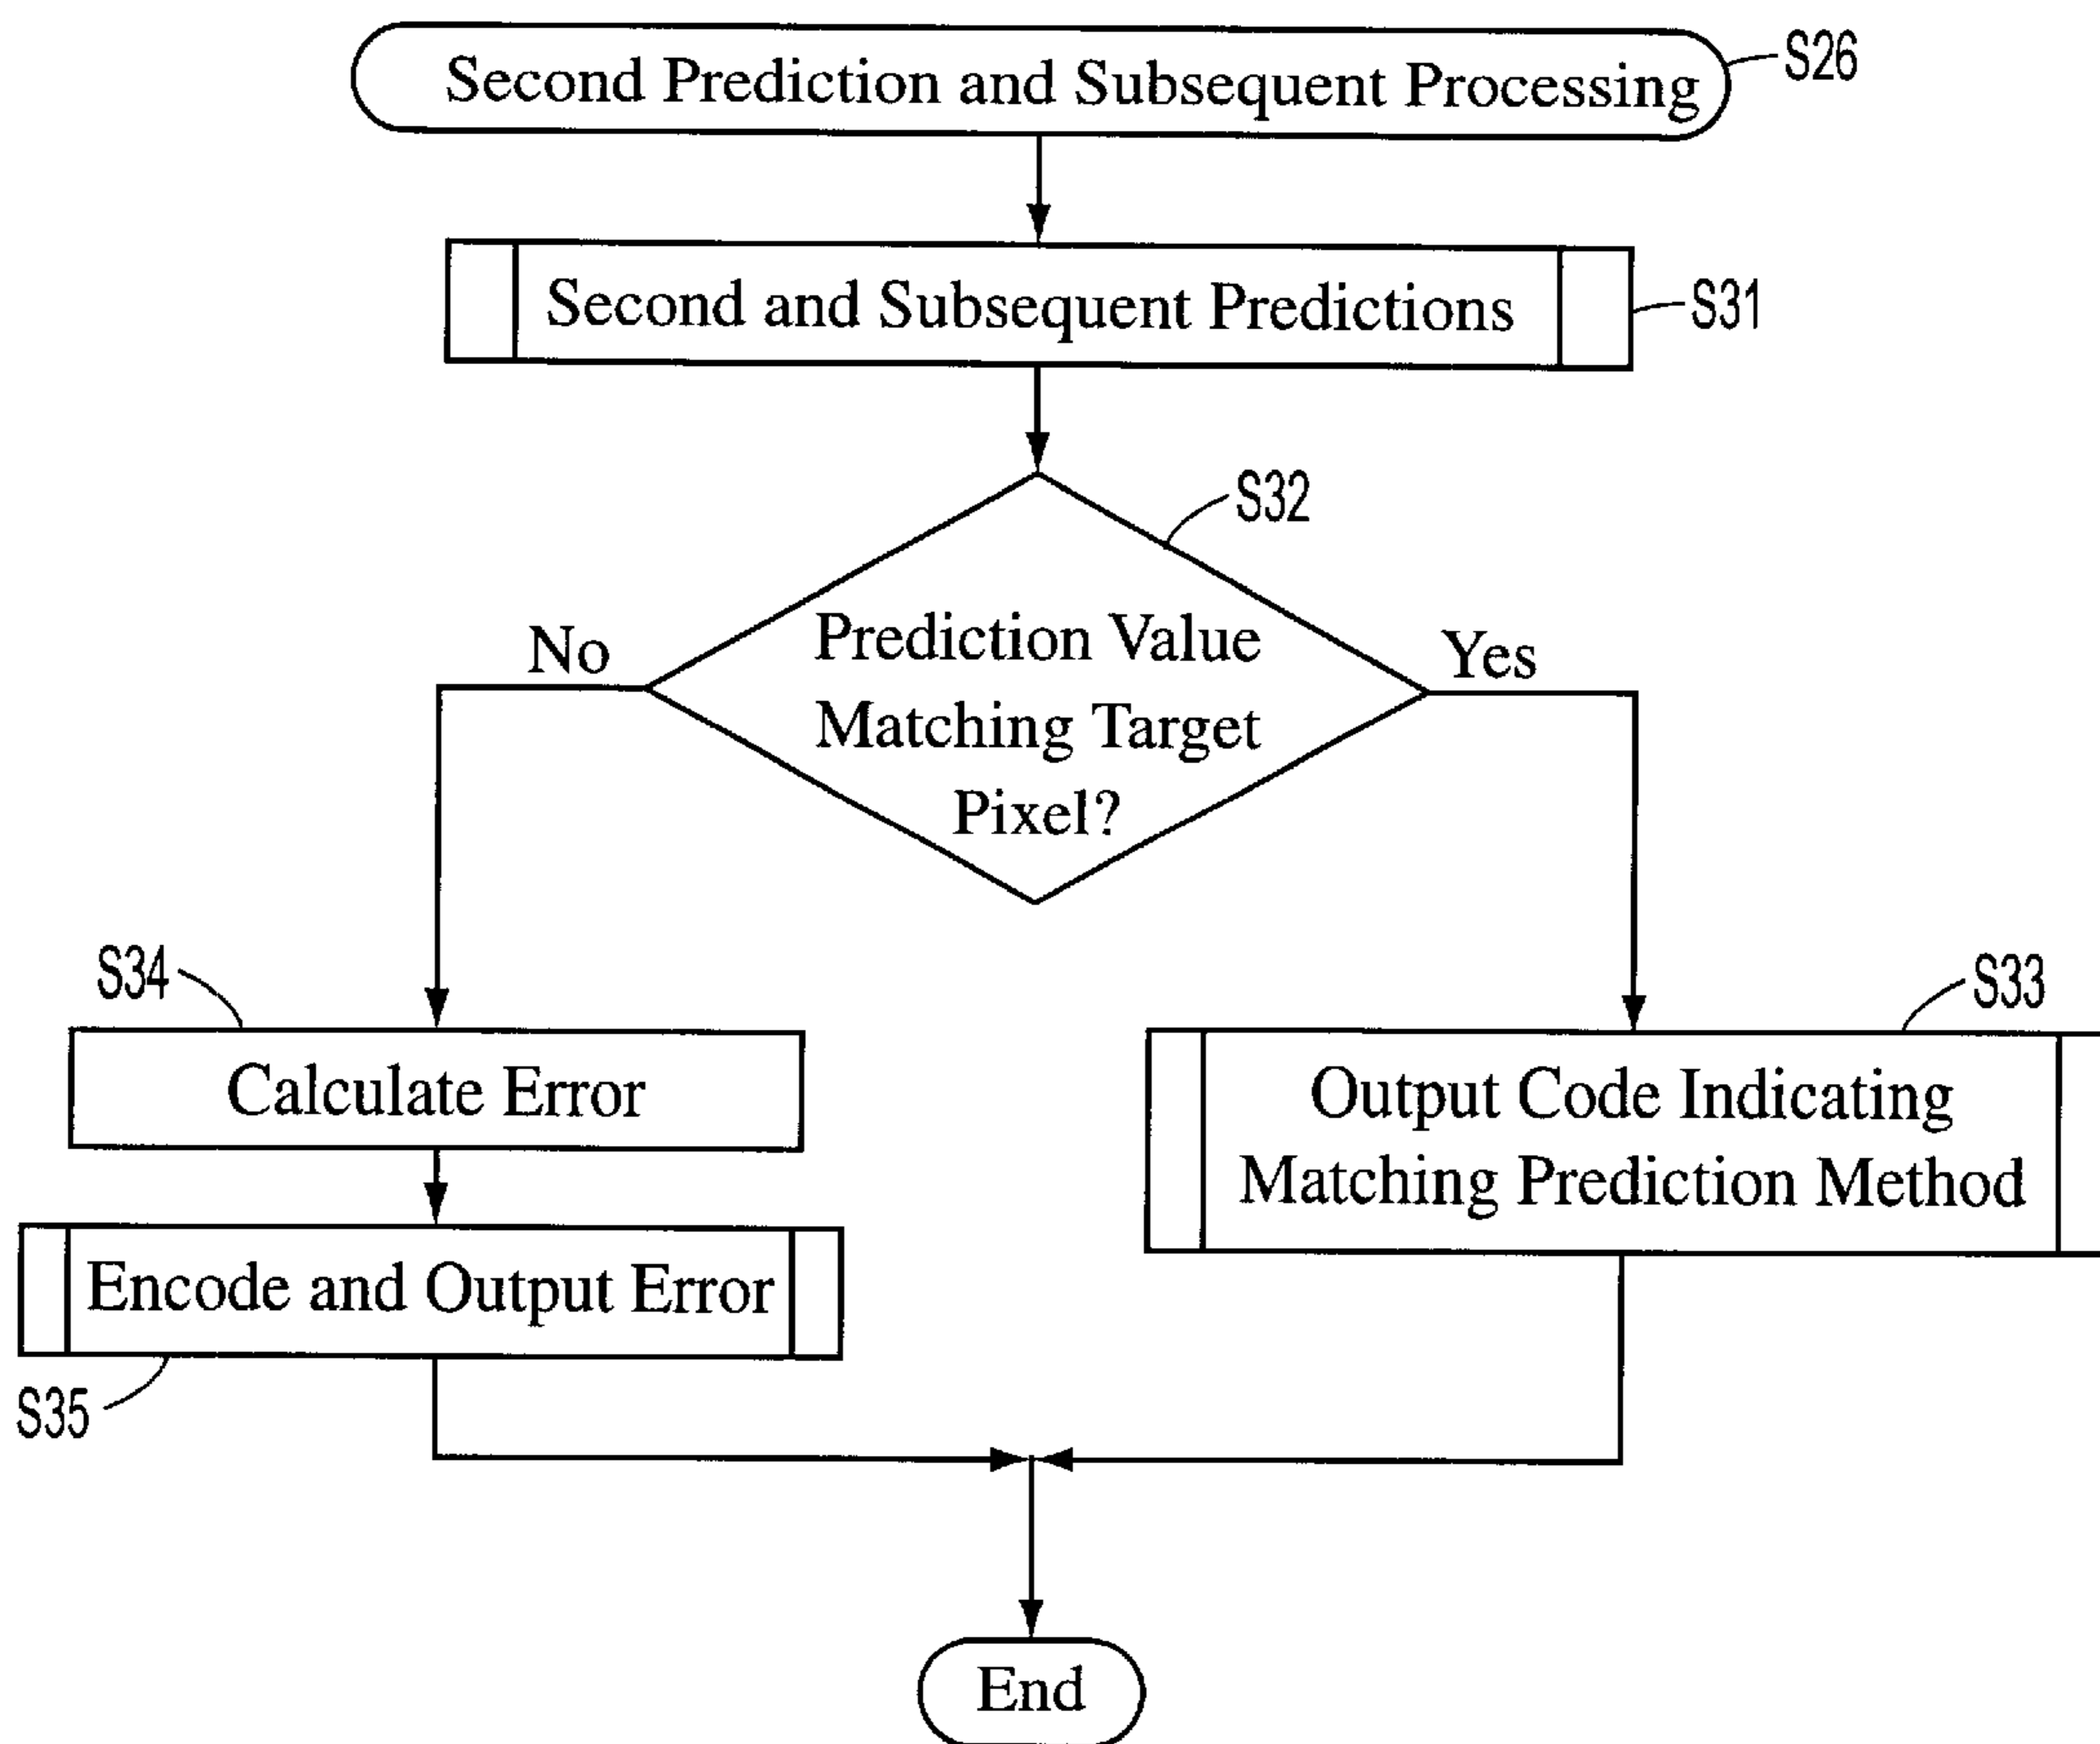 Second Prediction and Subsequent Processing
S26
Second and Subsequent Predictions
S31
S32
Prediction Value
Matching Target
Pixel?
No
Yes
S34
S33
Calculate Error
Output Code Indicating
Matching Prediction Method
Encode and Output Error
S35
End